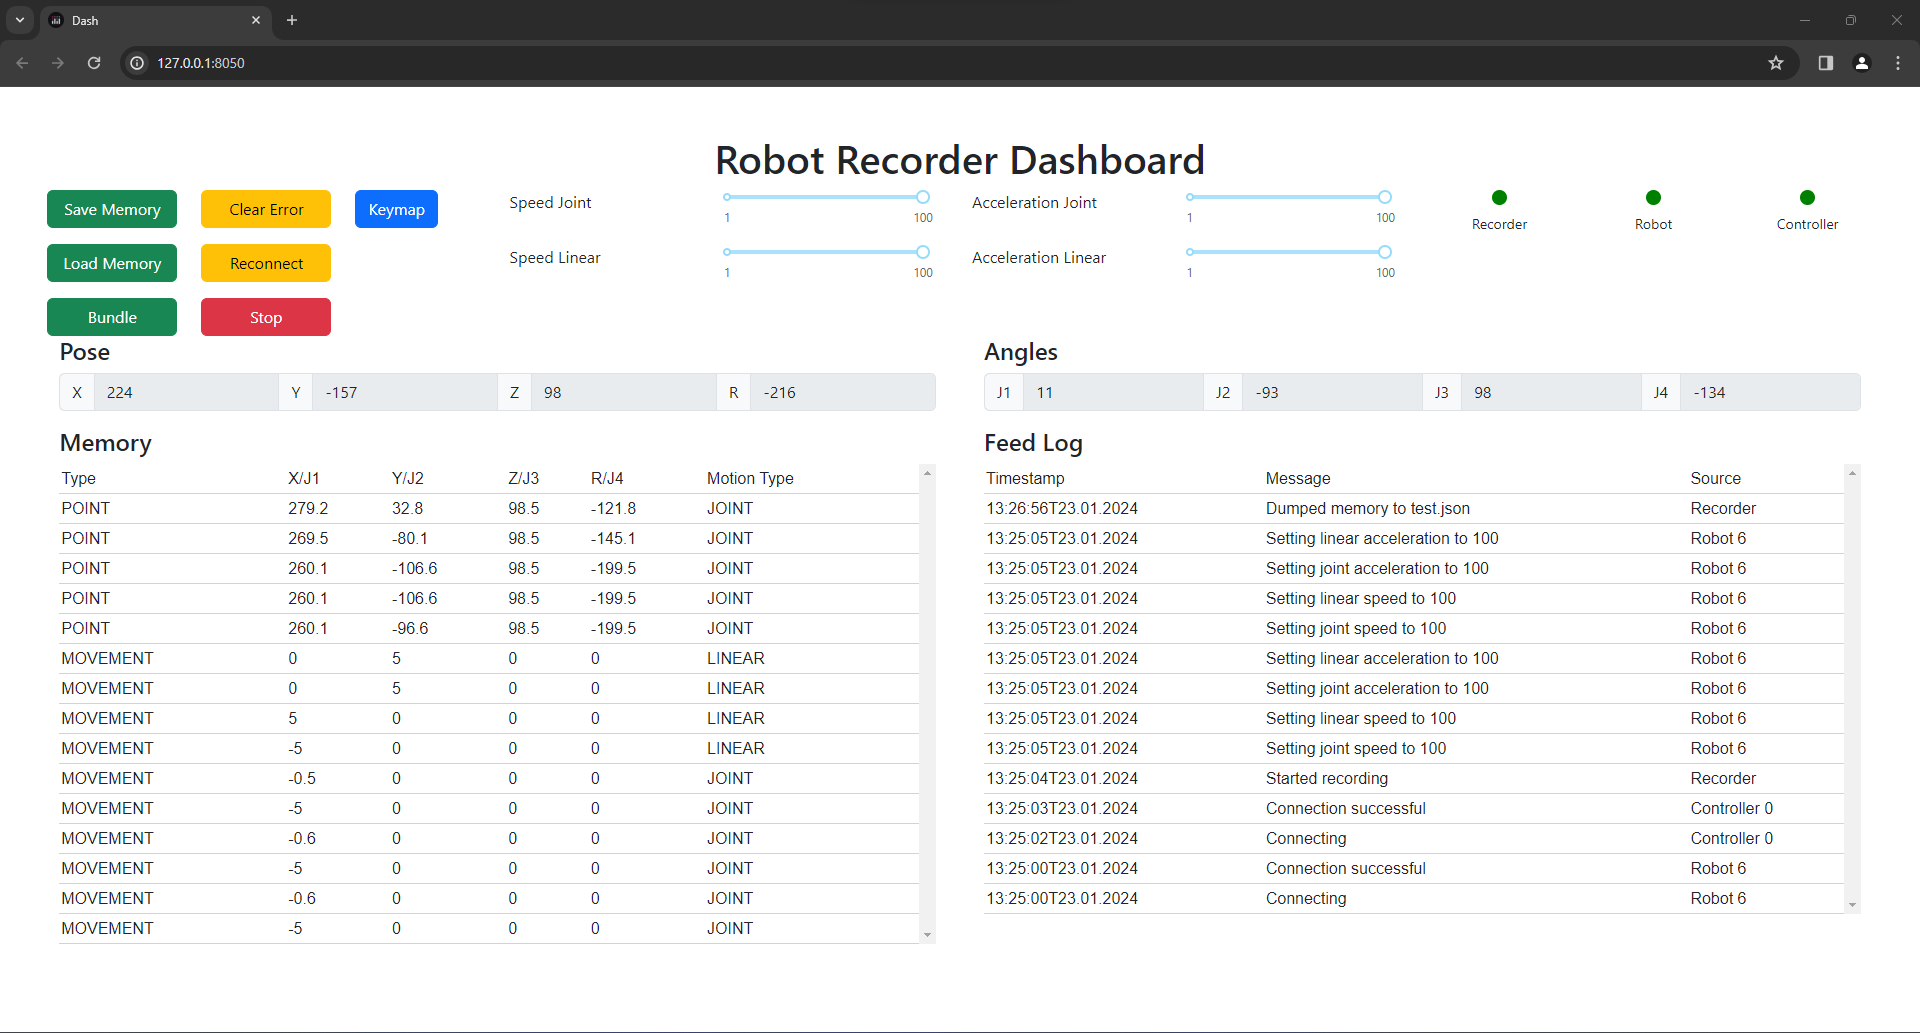 Dash
127.0.0.1:8050
Robot Recorder Dashboard
Save Memory Clear Error Keymap Speed Joint 1 100 Acceleration Joint 1 100 Recorder Robot Controller
Load Memory Reconnect Speed Linear 1 100 Acceleration Linear 1 100
Bundle Stop
Pose
X 224 Y -157 Z 98 R -216
Angles
J1 11 J2 -93 J3 98 J4 -134
Memory
Type X/J1 Y/J2 Z/J3 R/J4 Motion Type
POINT 279.2 32.8 98.5 -121.8 JOINT
POINT 269.5 -80.1 98.5 -145.1 JOINT
POINT 260.1 -106.6 98.5 -199.5 JOINT
POINT 260.1 -106.6 98.5 -199.5 JOINT
POINT 260.1 -96.6 98.5 -199.5 JOINT
MOVEMENT 0 5 0 0 LINEAR
MOVEMENT 0 5 0 0 LINEAR
MOVEMENT 5 0 0 0 LINEAR
MOVEMENT -5 0 0 0 LINEAR
MOVEMENT -0.5 0 0 0 JOINT
MOVEMENT -5 0 0 0 JOINT
MOVEMENT -0.6 0 0 0 JOINT
MOVEMENT -5 0 0 0 JOINT
MOVEMENT -0.6 0 0 0 JOINT
MOVEMENT -5 0 0 0 JOINT
Feed Log
Timestamp Message Source
13:26:56T23.01.2024 Dumped memory to test.json Recorder
13:25:05T23.01.2024 Setting linear acceleration to 100 Robot 6
13:25:05T23.01.2024 Setting joint acceleration to 100 Robot 6
13:25:05T23.01.2024 Setting linear speed to 100 Robot 6
13:25:05T23.01.2024 Setting joint speed to 100 Robot 6
13:25:05T23.01.2024 Setting linear acceleration to 100 Robot 6
13:25:05T23.01.2024 Setting joint acceleration to 100 Robot 6
13:25:05T23.01.2024 Setting linear speed to 100 Robot 6
13:25:05T23.01.2024 Setting joint speed to 100 Robot 6
13:25:04T23.01.2024 Started recording Recorder
13:25:03T23.01.2024 Connection successful Controller 0
13:25:02T23.01.2024 Connecting Controller 0
13:25:00T23.01.2024 Connection successful Robot 6
13:25:00T23.01.2024 Connecting Robot 6